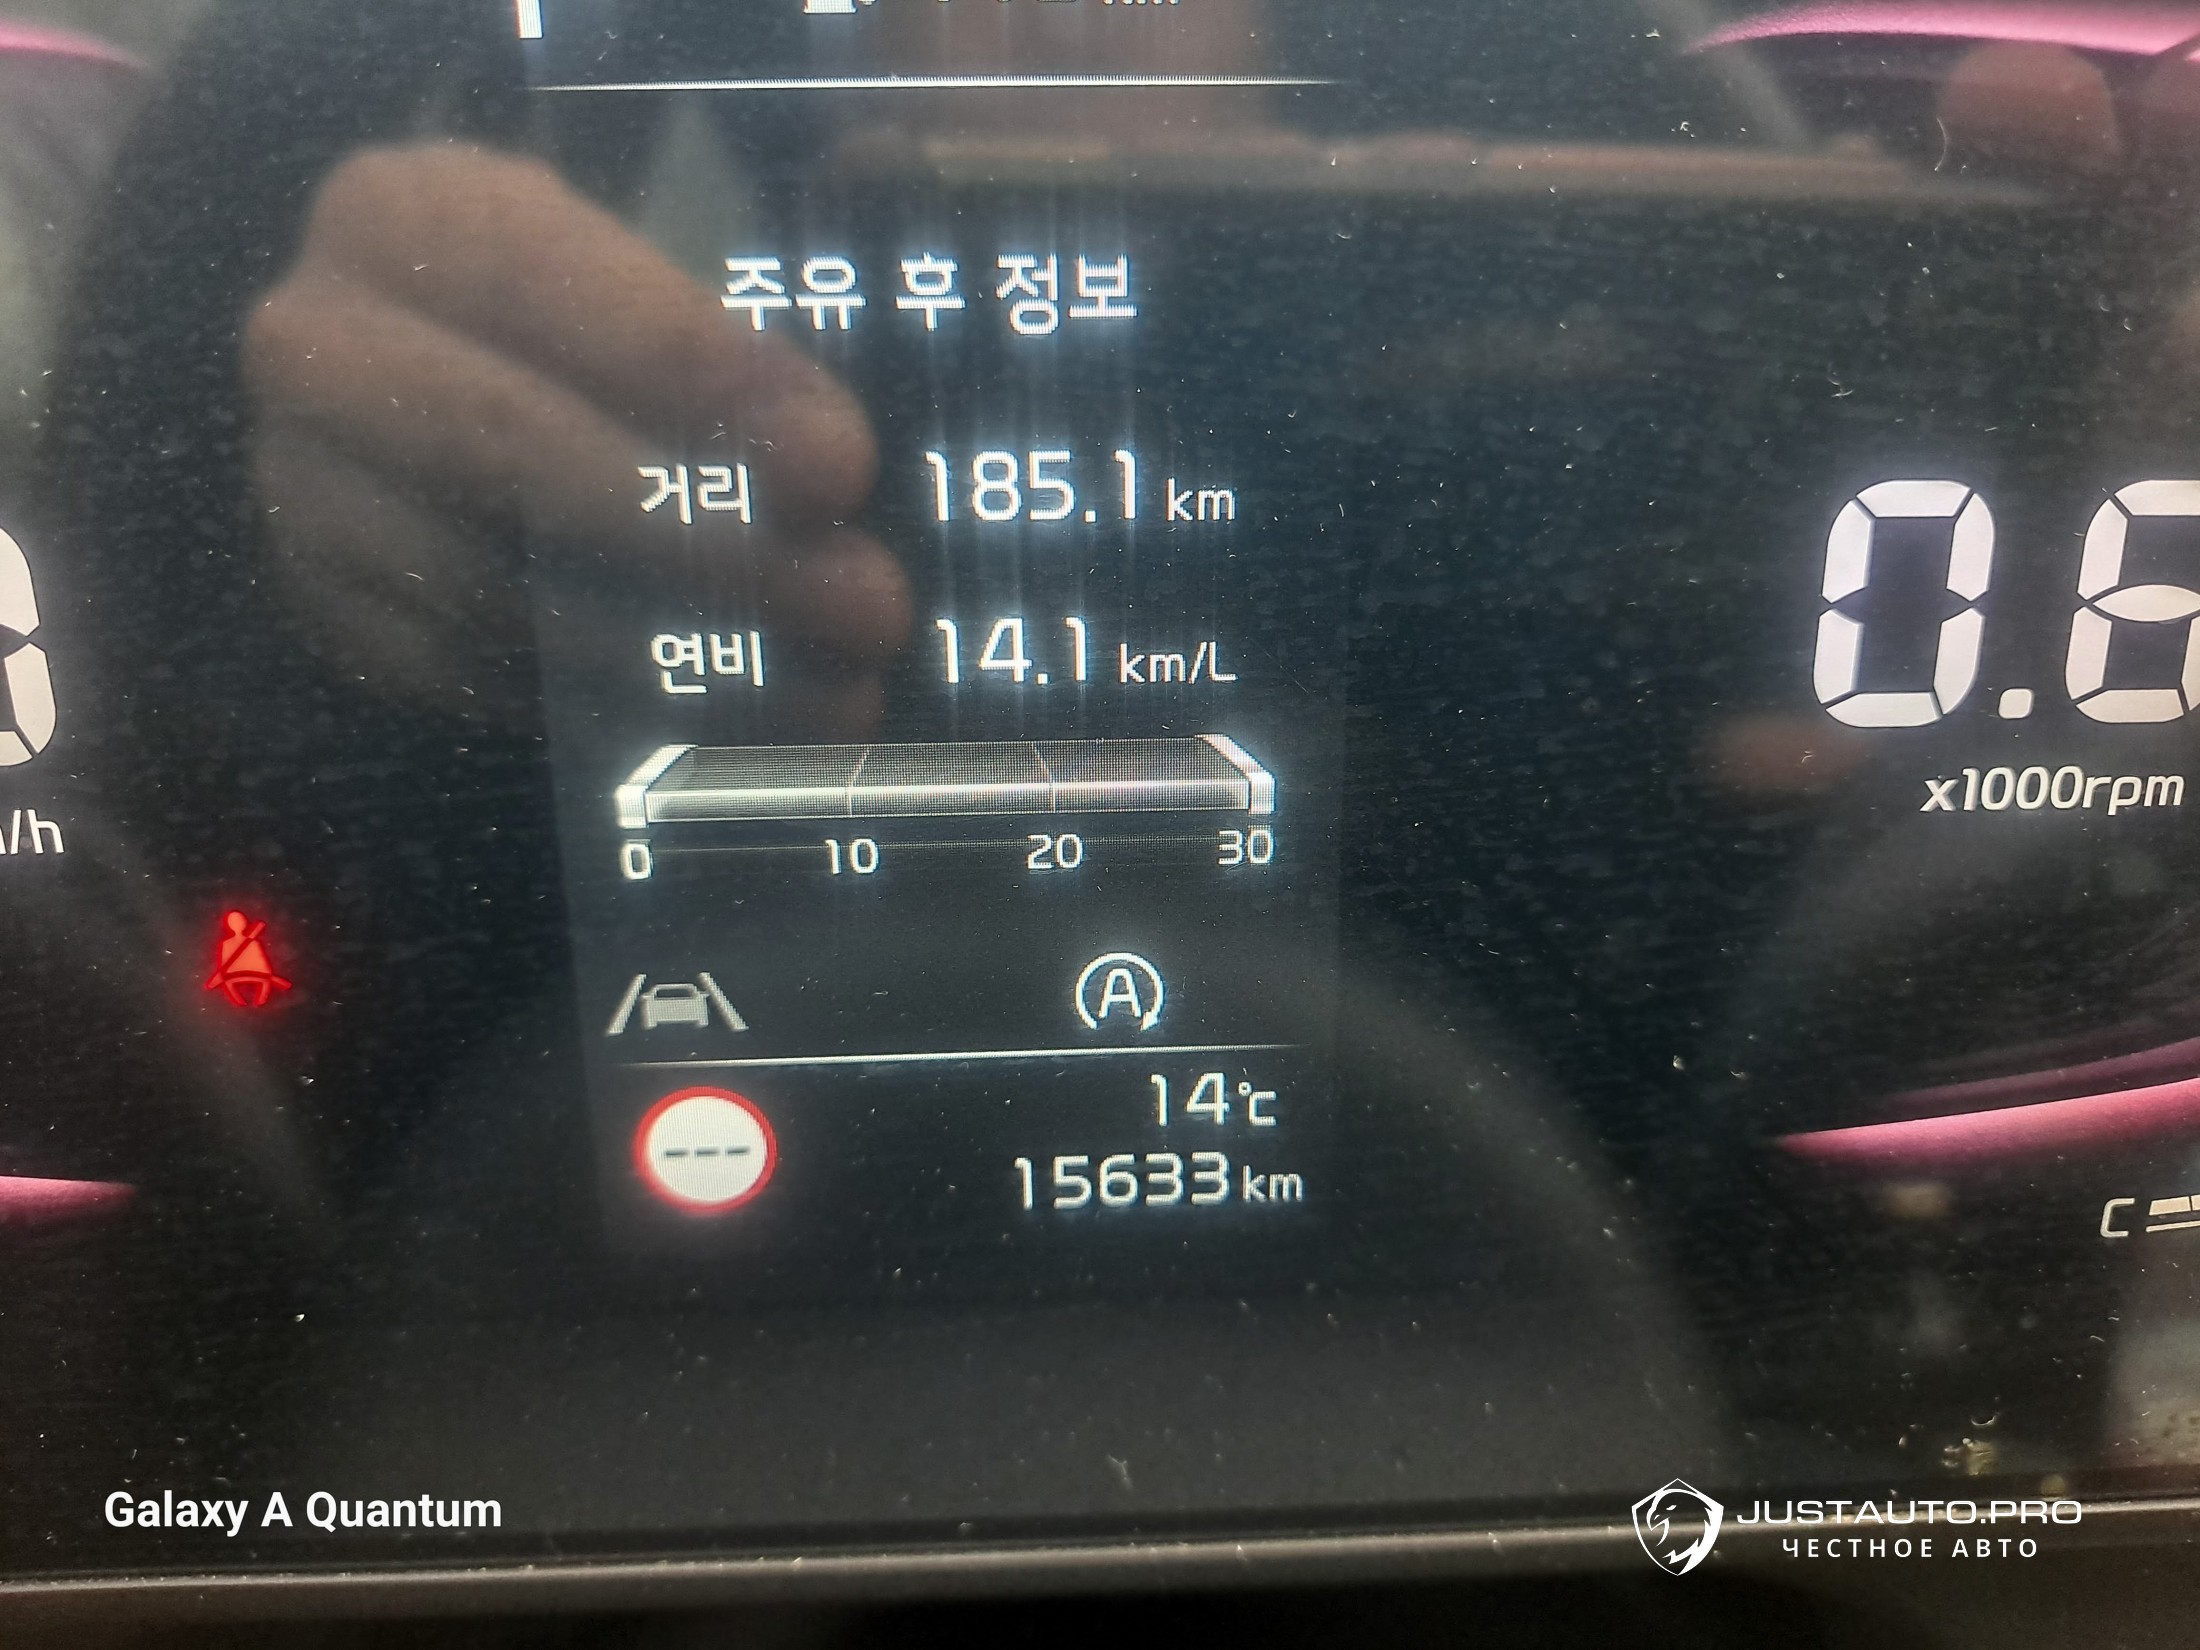 주유 후 정보
거리 185.1 km
연비 14.1 km/L
0 10 20 30
A
14℃
15633 km
0.6
x1000rpm
/h
C
Galaxy A Quantum
JUSTAUTO.PRO
ЧЕСТНОЕ АВТО